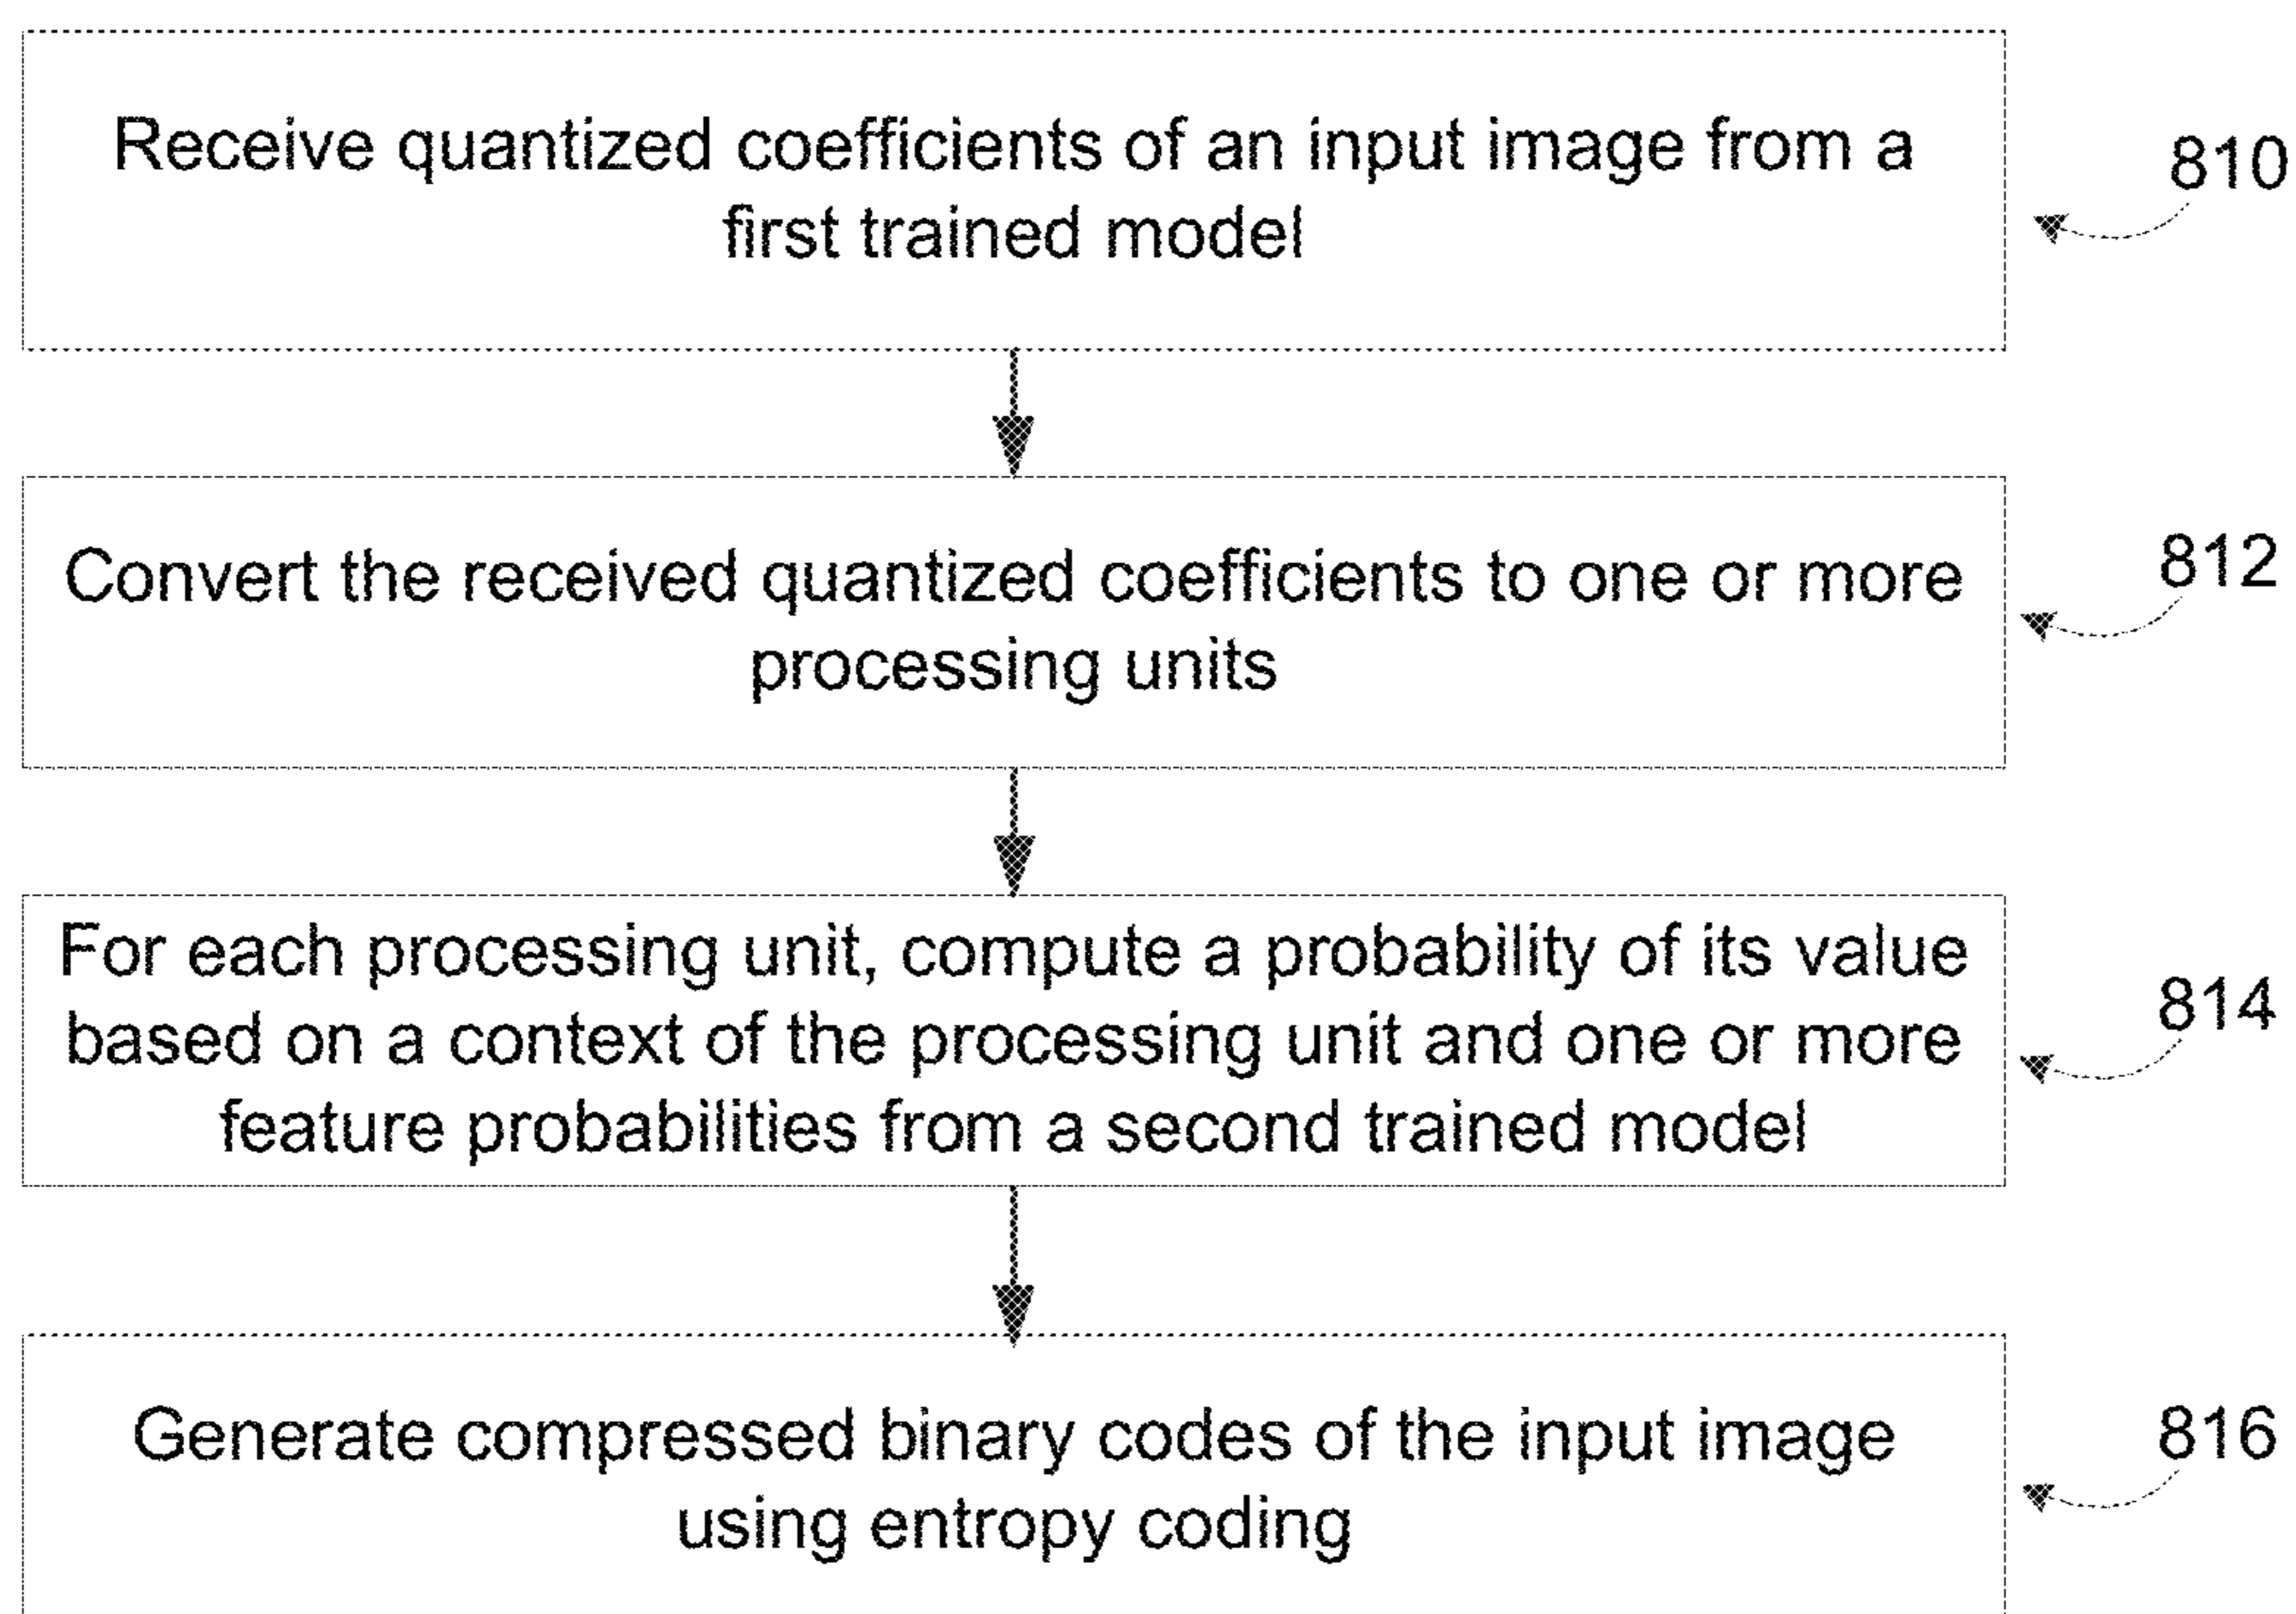 Receive quantized coefficients of an input image from a
first trained model
810
Convert the received quantized coefficients to one or more
processing units
812
For each processing unit, compute a probability of its value
based on a context of the processing unit and one or more
feature probabilities from a second trained model
814
Generate compressed binary codes of the input image
using entropy coding
816